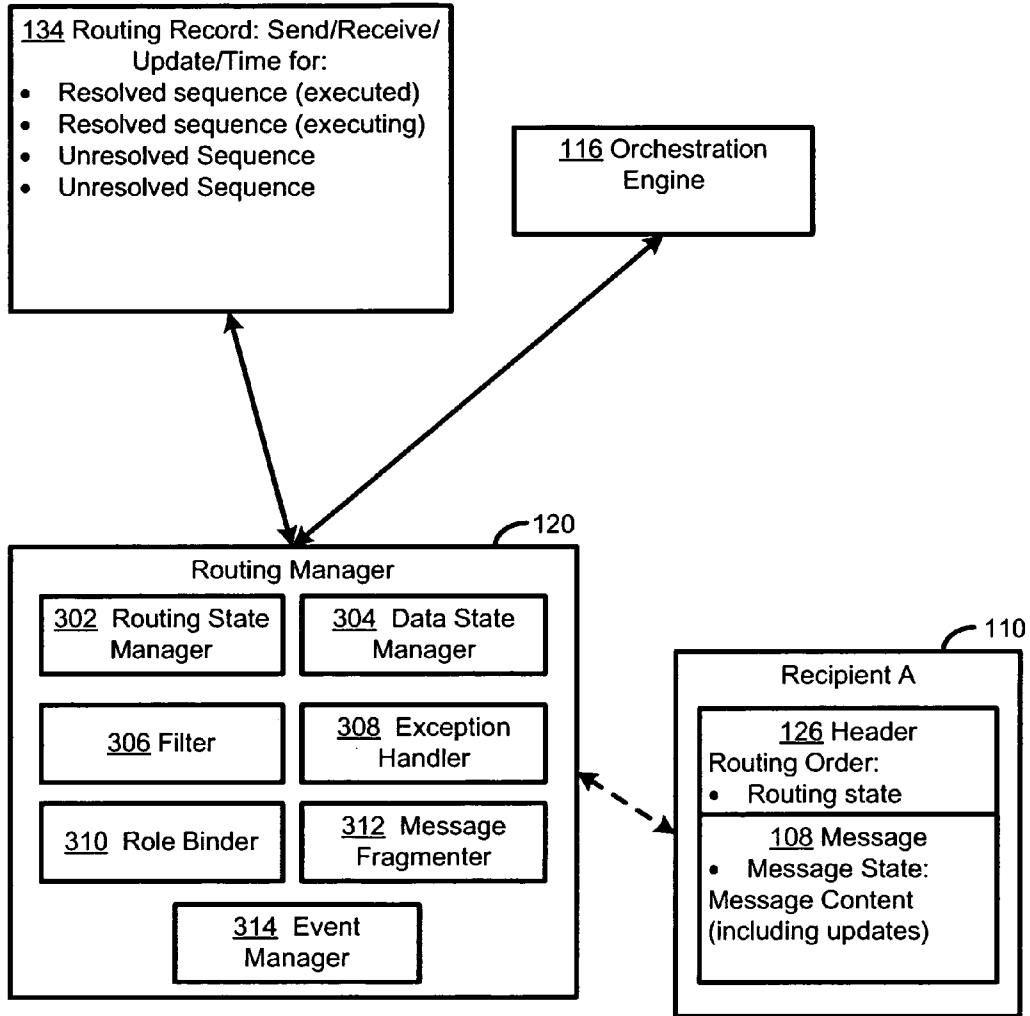 134 Routing Record: Send/Receive/
Update/Time for:
• Resolved sequence (executed)
• Resolved sequence (executing)
• Unresolved Sequence
• Unresolved Sequence
116 Orchestration
Engine
120
Routing Manager
302 Routing State
Manager
304 Data State
Manager
306 Filter
308 Exception
Handler
310 Role Binder
312 Message
Fragmenter
314 Event
Manager
110
Recipient A
126 Header
Routing Order:
• Routing state
108 Message
• Message State:
Message Content
(including updates)